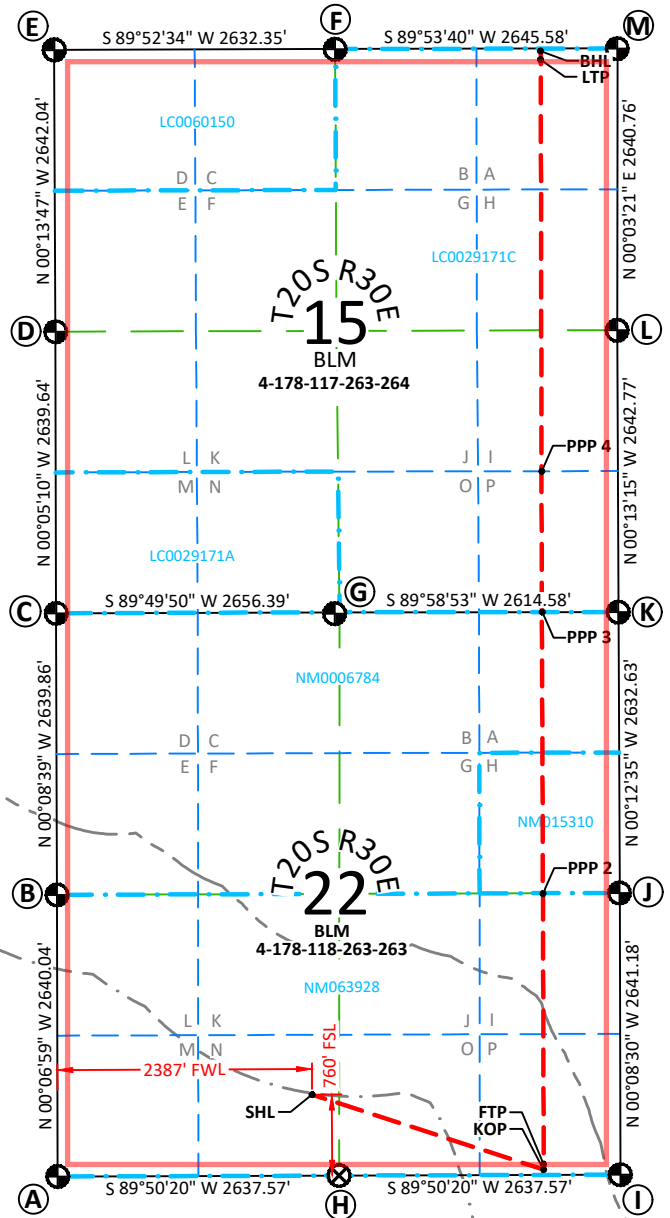 E
F
M
S 89°52'34" W 2632.35'
S 89°53'40" W 2645.58'
BHL
LTP
N 00°13'47" W 2642.04'
LC0060150
N 00°03'21" E 2640.76'
D C
B A
E F
G H
LC0029171C
T20S R30E
15
BLM
4-178-117-263-264
D
L
N 00°05'10" W 2639.64'
N 00°13'15" W 2642.77'
L K
J I
PPP 4
M N
O P
LC0029171A
C
S 89°49'50" W 2656.39'
G
S 89°58'53" W 2614.58'
K
PPP 3
NM0006784
N 00°08'39" W 2639.86'
N 00°12'35" W 2632.63'
D C
B A
E F
G H
NM015310
T20S R30E
22
BLM
4-178-118-263-263
B
PPP 2
J
NM063928
N 00°06'59" W 2640.04'
N 00°08'30" W 2641.18'
L K
J I
M N
O P
2387' FWL
760' FSL
SHL
FTP
KOP
A
S 89°50'20" W 2637.57'
H
S 89°50'20" W 2637.57'
I